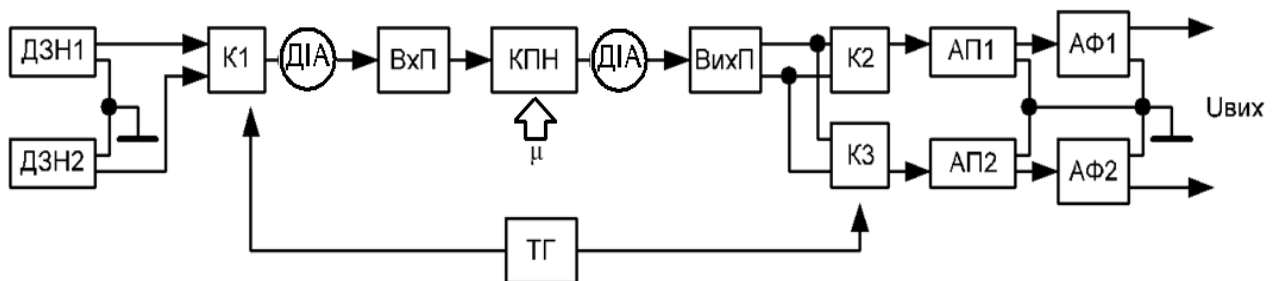 ДЗН1
К1
ДІА
ВхП
КПН
ДІА
ВихП
К2
АП1
АФ1
Uвих
μ
ДЗН2
К3
АП2
АФ2
ТГ